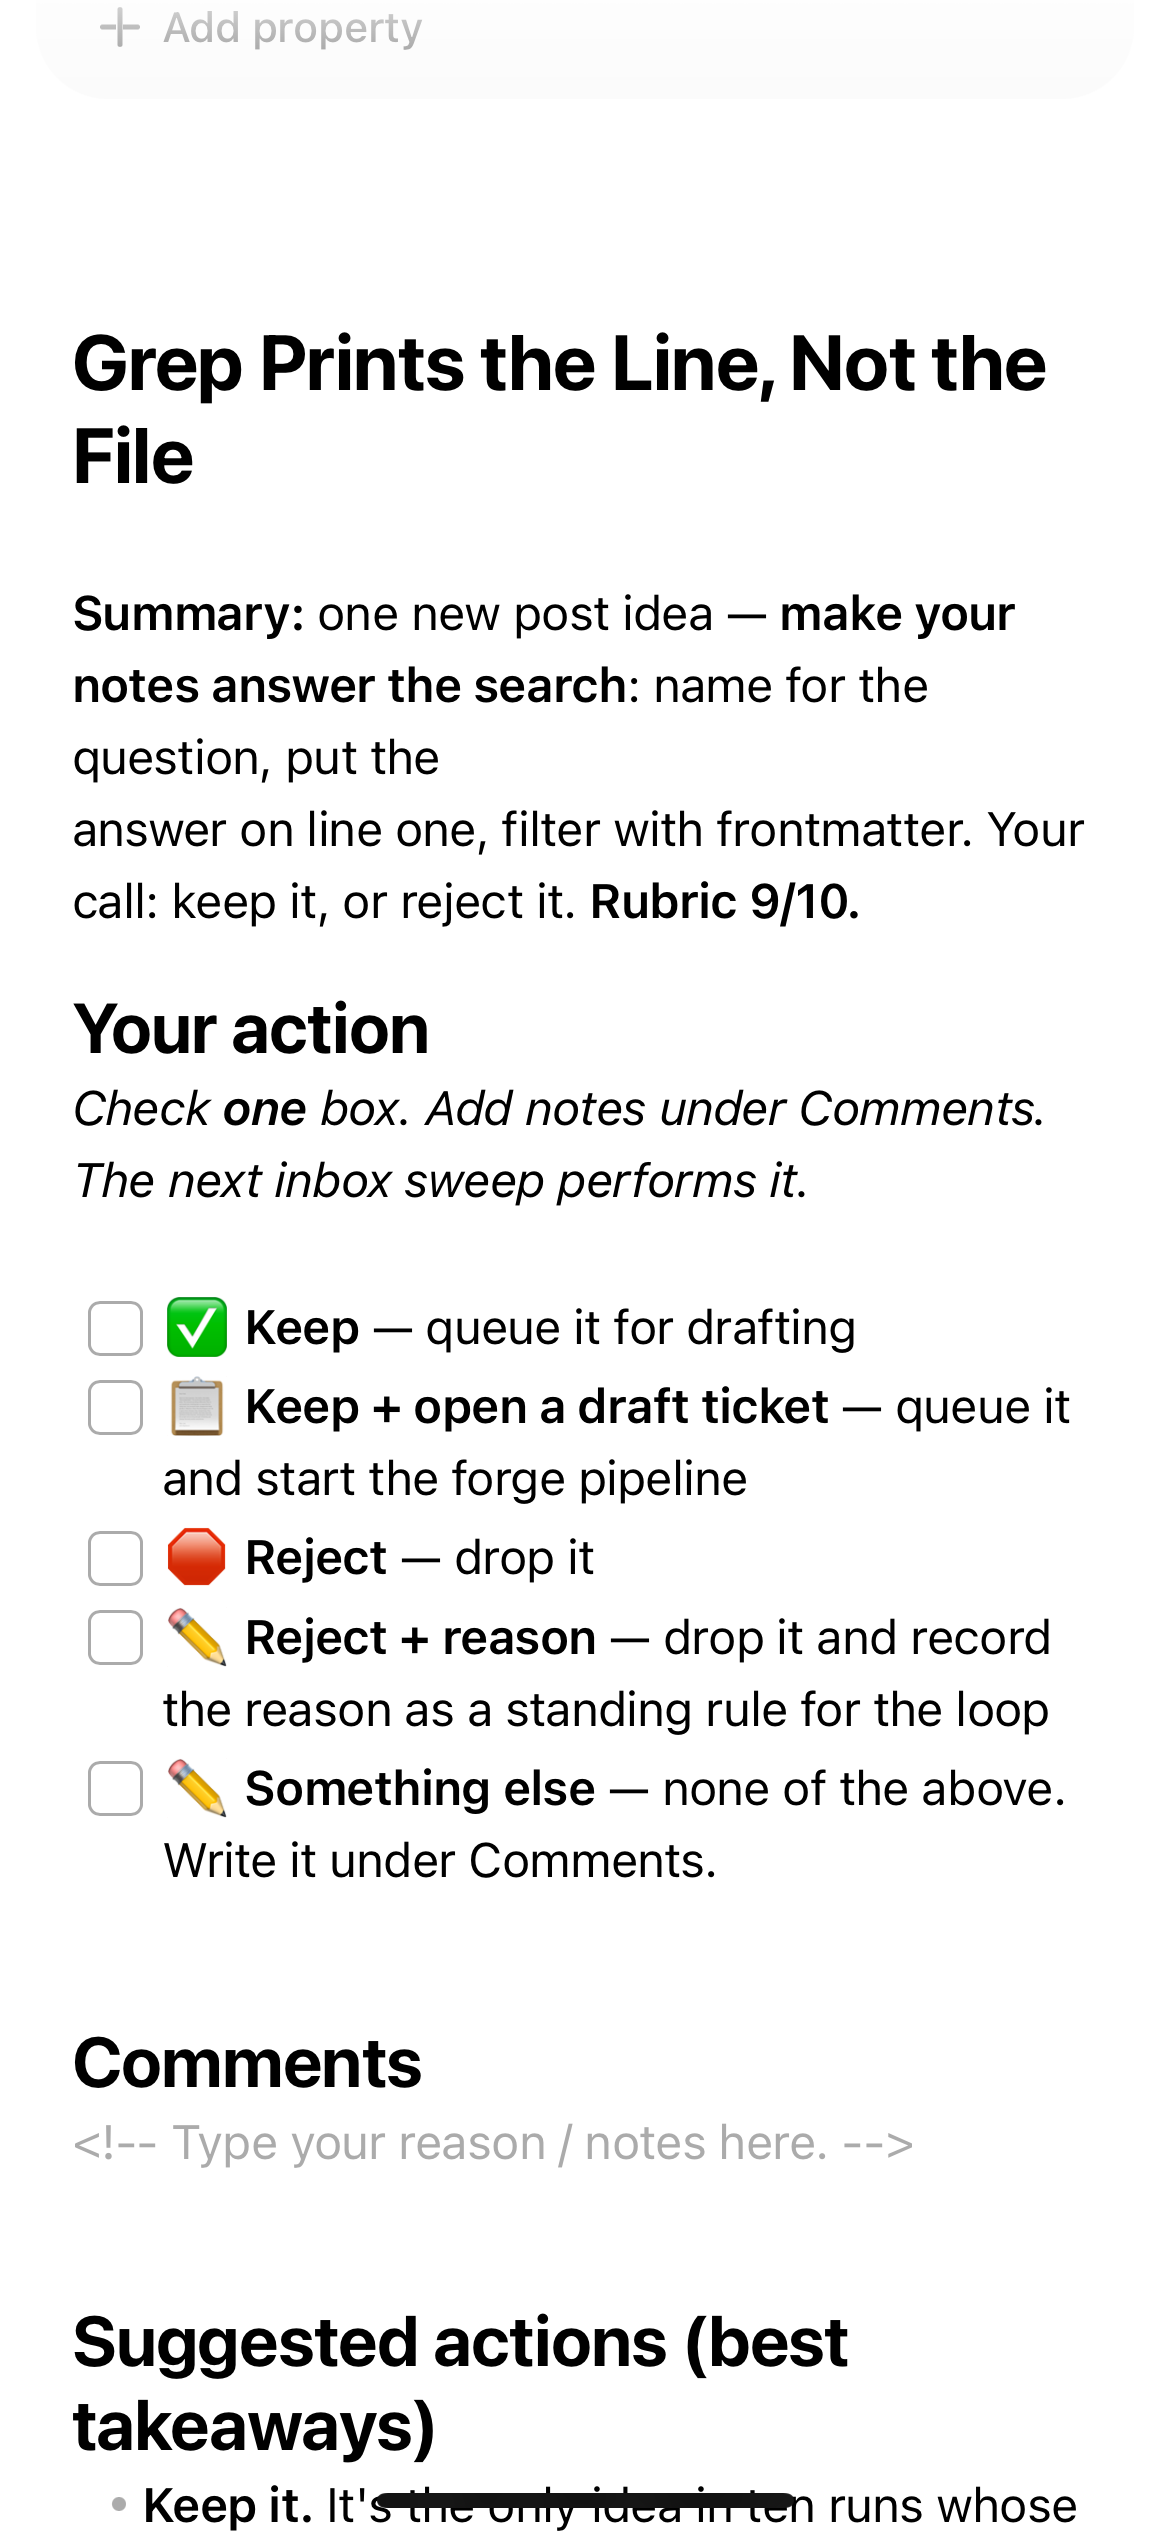 + Add property
Grep Prints the Line, Not the
File
Summary: one new post idea — make your
notes answer the search: name for the
question, put the
answer on line one, filter with frontmatter. Your
call: keep it, or reject it. Rubric 9/10.
Your action
Check one box. Add notes under Comments.
The next inbox sweep performs it.
✅ Keep — queue it for drafting
📋 Keep + open a draft ticket — queue it
and start the forge pipeline
🛑 Reject — drop it
✏️ Reject + reason — drop it and record
the reason as a standing rule for the loop
✏️ Something else — none of the above.
Write it under Comments.
Comments
<!-- Type your reason / notes here. -->
Suggested actions (best
takeaways)
• Keep it. It's the only idea in ten runs whose